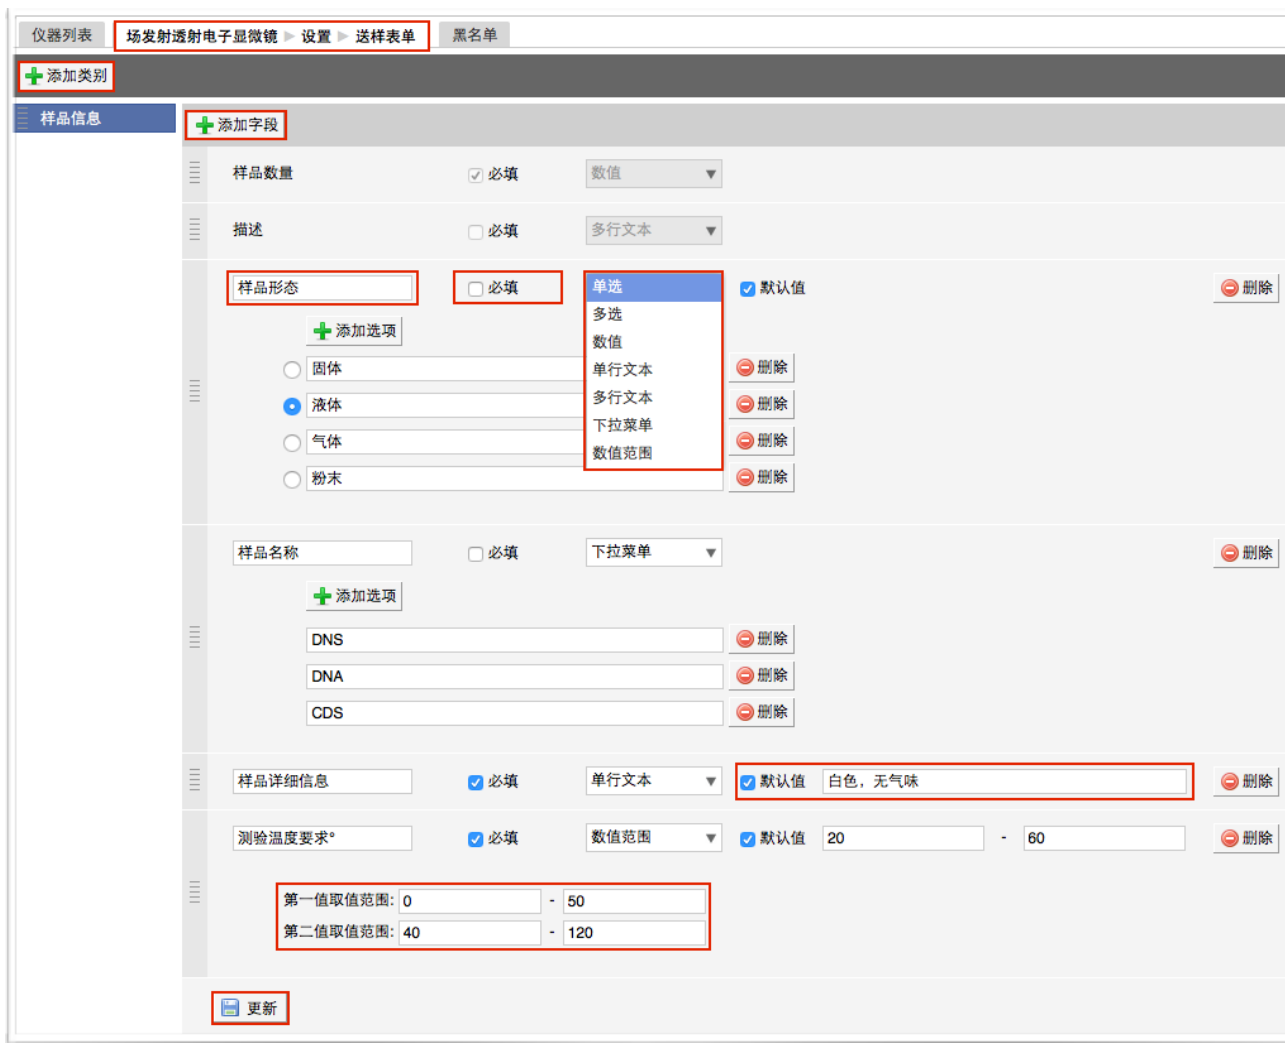 仪器列表 场发射透射电子显微镜 设置 送样表单 黑名单
添加类别
样品信息 添加字段
样品数量 必填 数值
描述 必填 多行文本
样品形态 必填 单选 默认值 删除
多选
添加选项 数值
固体 单行文本 删除
液体 多行文本 删除
气体 下拉菜单 删除
数值范围
粉末 删除
样品名称 必填 下拉菜单 删除
添加选项
DNS 删除
DNA 删除
CDS 删除
样品详细信息 必填 单行文本 默认值 白色，无气味 删除
测验温度要求° 必填 数值范围 默认值 20 - 60 删除
第一值取值范围: 0 - 50
第二值取值范围: 40 - 120
更新